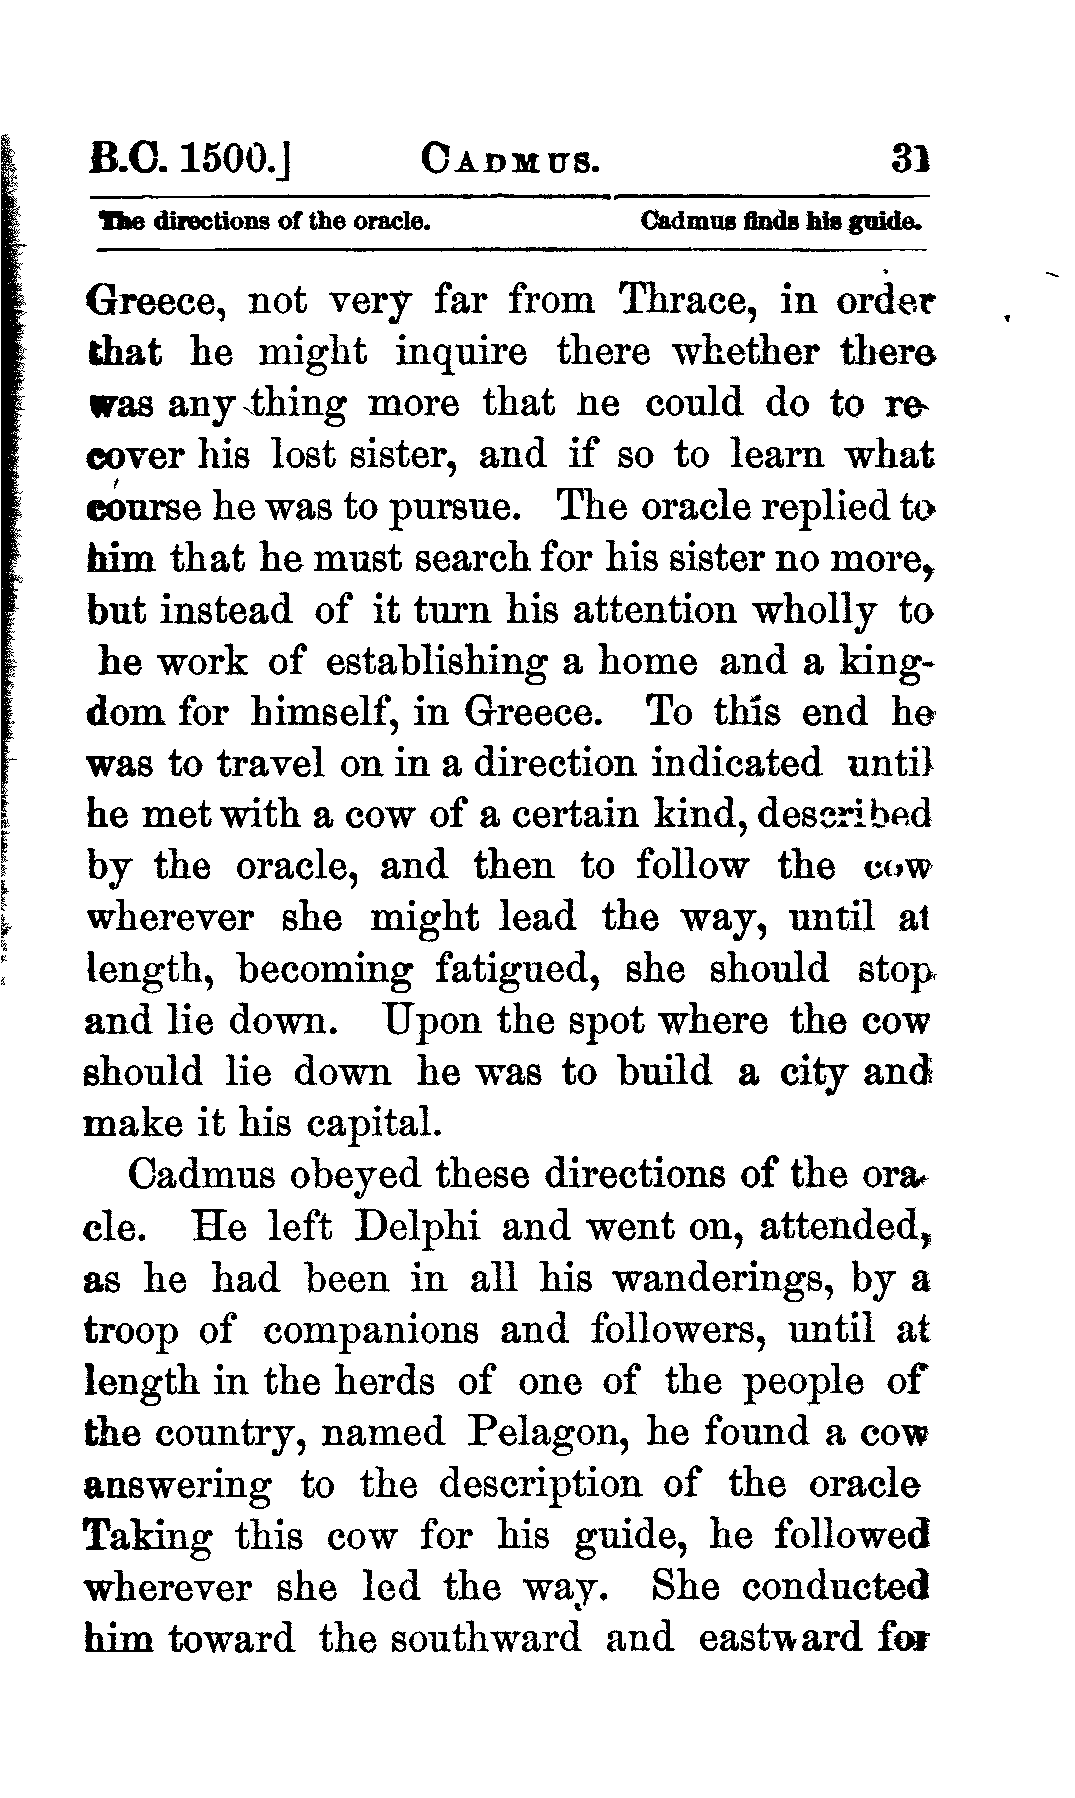 B.C. 1500.] CADMUS. 31
The directions of the oracle. Cadmus finds his guide.
Greece, not very far from Thrace, in order
that he might inquire there whether there
was any thing more that he could do to re-
cover his lost sister, and if so to learn what
course he was to pursue. The oracle replied to
him that he must search for his sister no more,
but instead of it turn his attention wholly to
he work of establishing a home and a king-
dom for himself, in Greece. To this end he
was to travel on in a direction indicated until
he met with a cow of a certain kind, described
by the oracle, and then to follow the cow
wherever she might lead the way, until at
length, becoming fatigued, she should stop
and lie down. Upon the spot where the cow
should lie down he was to build a city and
make it his capital.
Cadmus obeyed these directions of the ora-
cle. He left Delphi and went on, attended,
as he had been in all his wanderings, by a
troop of companions and followers, until at
length in the herds of one of the people of
the country, named Pelagon, he found a cow
answering to the description of the oracle
Taking this cow for his guide, he followed
wherever she led the way. She conducted
him toward the southward and eastward for